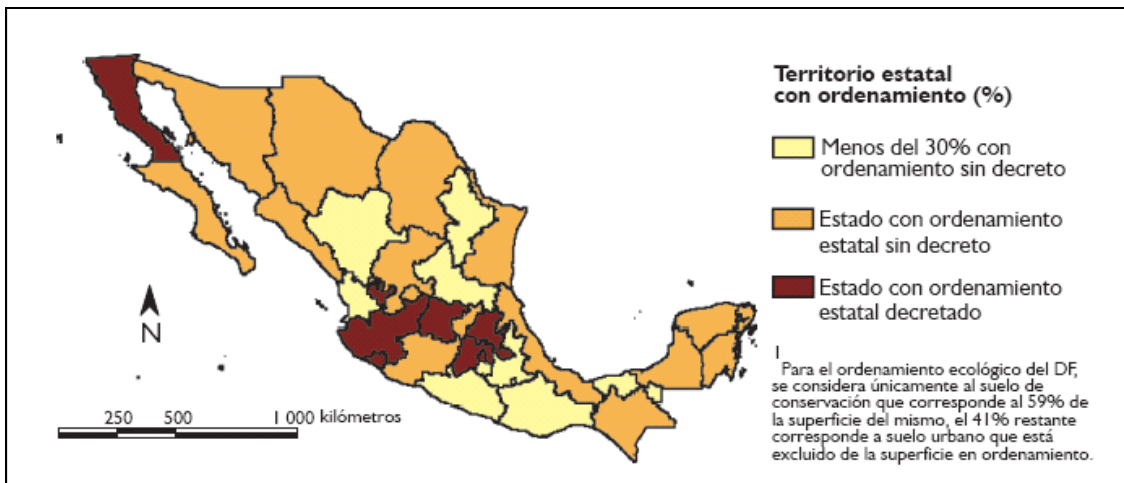 Territorio estatal
con ordenamiento (%)
Menos del 30% con
ordenamiento sin decreto
Estado con ordenamiento
estatal sin decreto
Estado con ordenamiento
estatal decretado
N
250 500 1 000 kilómetros
1
Para el ordenamiento ecológico del DF,
se considera únicamente al suelo de
conservación que corresponde al 59% de
la superficie del mismo, el 41% restante
corresponde a suelo urbano que está
excluido de la superficie en ordenamiento.